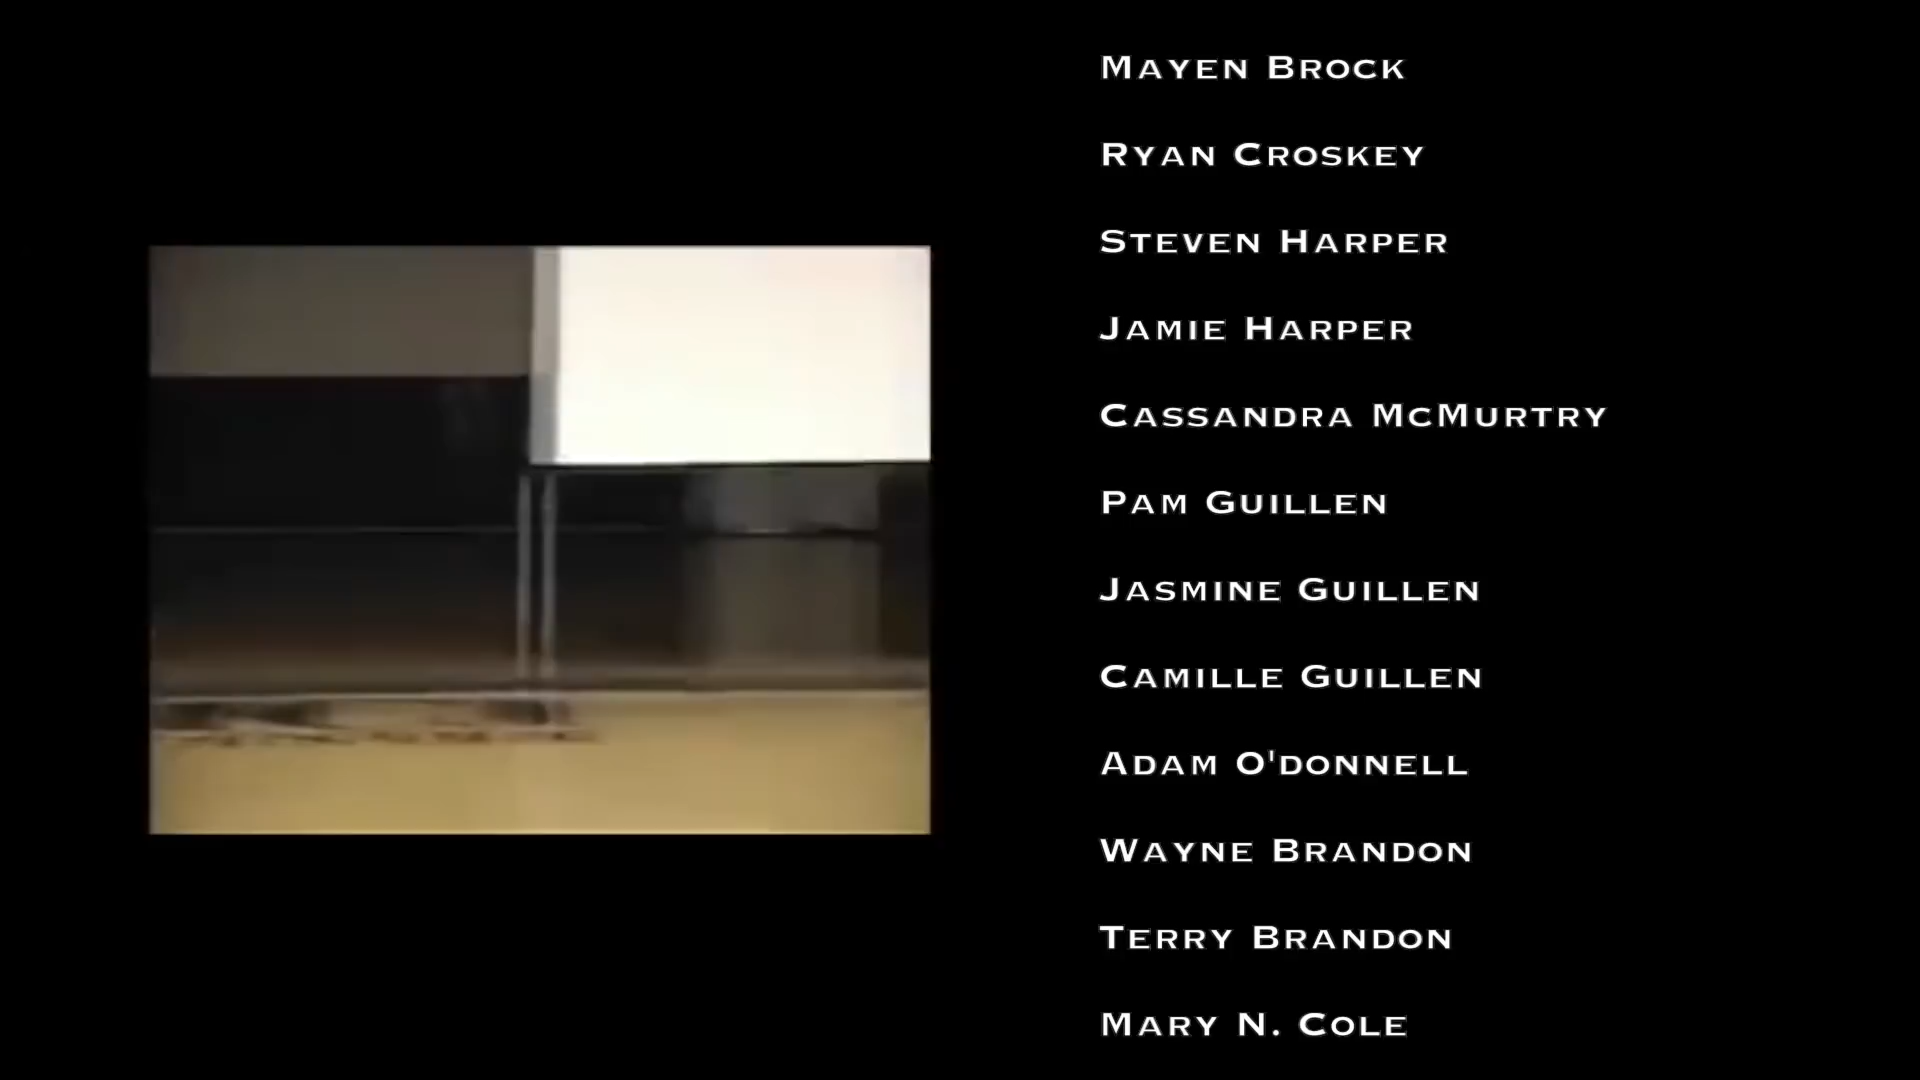 Mayen Brock
Ryan Croskey
Steven Harper
Jamie Harper
Cassandra McMurtry
Pam Guillen
Jasmine Guillen
Camille Guillen
Adam O'donnell
Wayne Brandon
Terry Brandon
Mary N. Cole